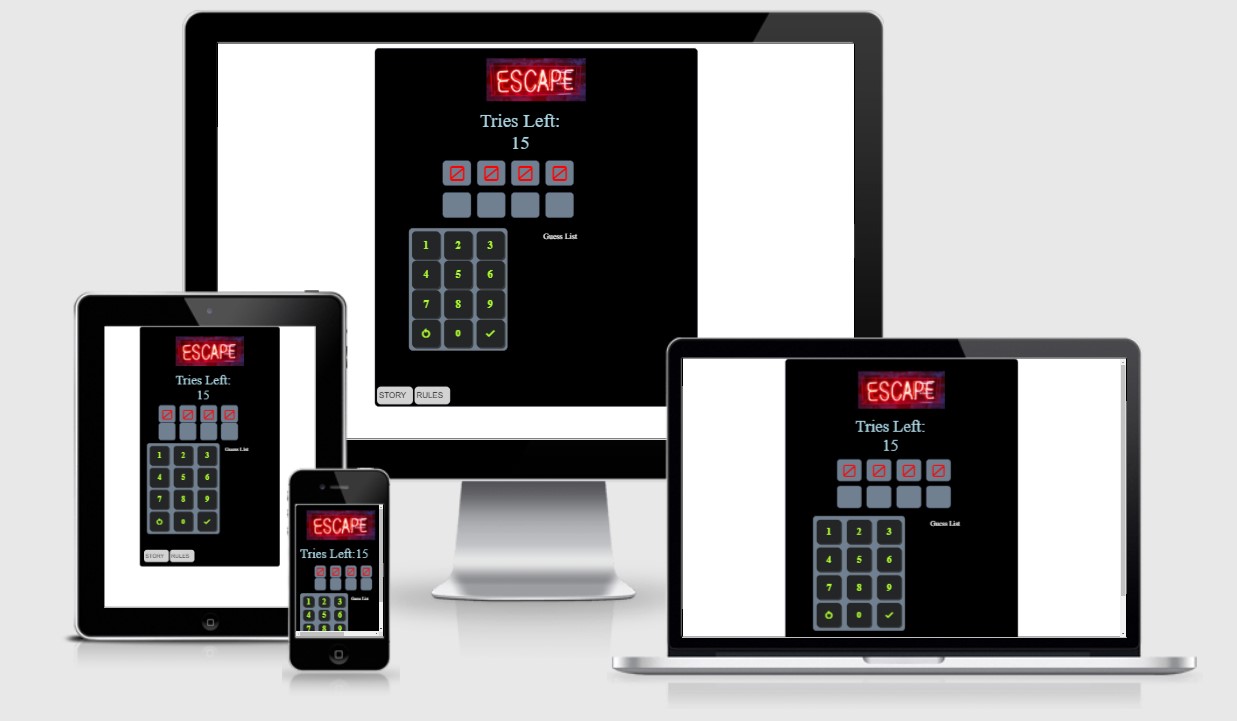 ESCAPE
Tries Left:
15
Guess List
1 2 3
4 5 6
7 8 9
0
STORY RULES
ESCAPE
Tries Left:
15
Guess List
1 2 3
4 5 6
7 8 9
0
STORY RULES
ESCAPE
Tries Left:15
Guess List
1 2 3
4 5 6
7 8 9
ESCAPE
Tries Left:
15
Guess List
1 2 3
4 5 6
7 8 9
0